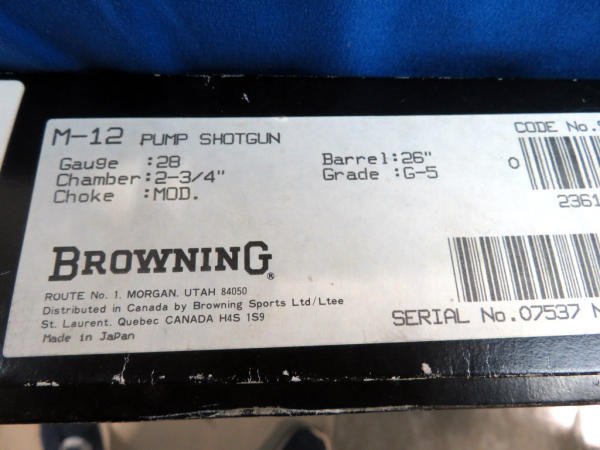 M-12 PUMP SHOTGUN
Gauge :28
Chamber:2-3/4"
Choke :MOD.
Barrel:26"
Grade :G-5
CODE No.
0
2361
BROWNING®
ROUTE No. 1. MORGAN. UTAH 84050
Distributed in Canada by Browning Sports Ltd/Ltee
St. Laurent. Quebec CANADA H4S 1S9
Made in Japan
SERIAL No.07537 N